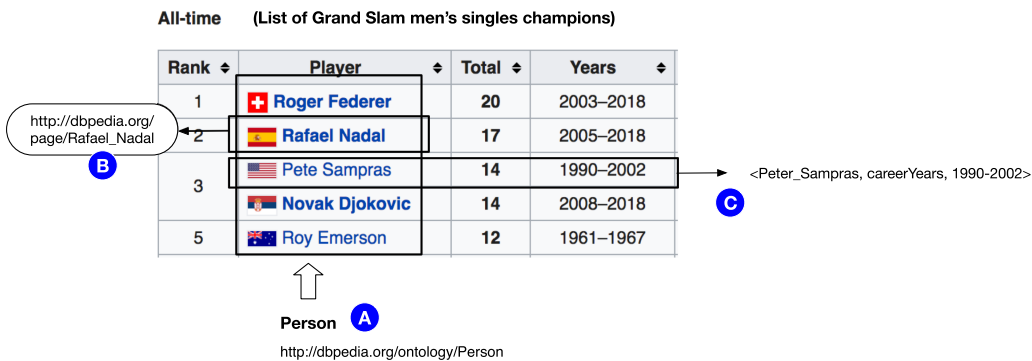 All-time (List of Grand Slam men's singles champions)
Rank Player Total Years
1 Roger Federer 20 2003–2018
http://dbpedia.org/
page/Rafael_Nadal
B
2 Rafael Nadal 17 2005–2018
3
Pete Sampras 14 1990–2002
<Peter_Sampras, careerYears, 1990-2002>
C
Novak Djokovic 14 2008–2018
5 Roy Emerson 12 1961–1967
Person A
http://dbpedia.org/ontology/Person